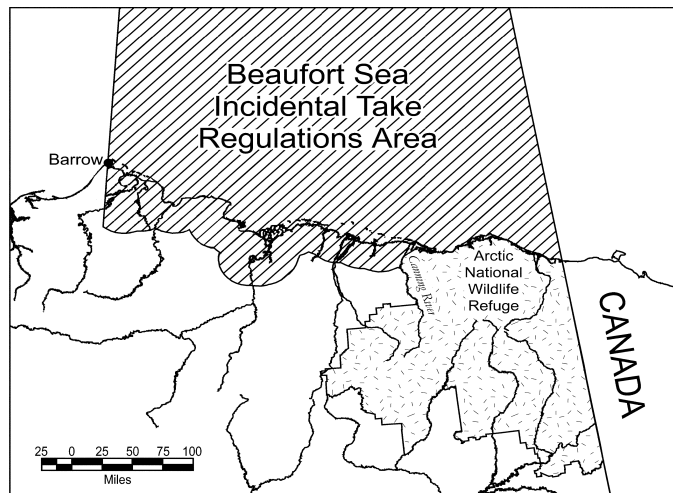 Beaufort Sea
Incidental Take
Regulations Area
Barrow
Canning River
Arctic
National
Wildlife
Refuge
CANADA
25 0 25 50 75 100
Miles